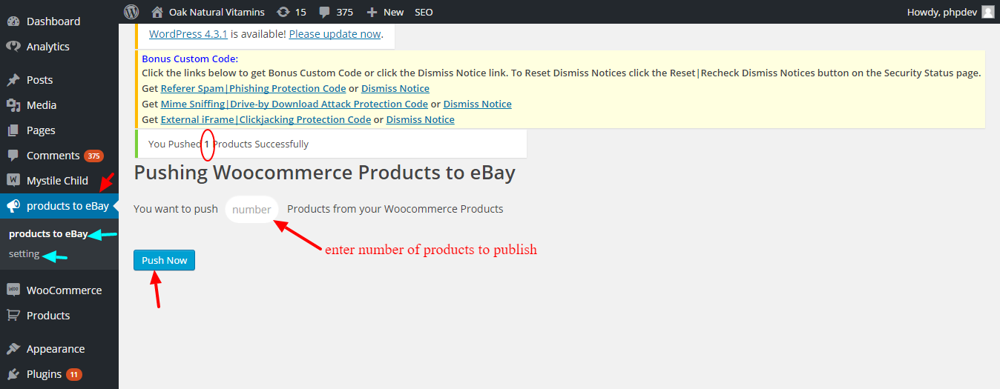 Dashboard
Analytics
Posts
Media
Pages
Comments 375
Mystile Child
products to eBay
products to eBay
setting
WooCommerce
Products
Appearance
Plugins 11
Oak Natural Vitamins 15 375 New SEO Howdy, phpdev
WordPress 4.3.1 is available! Please update now.
Bonus Custom Code:
Click the links below to get Bonus Custom Code or click the Dismiss Notice link. To Reset Dismiss Notices click the Reset|Recheck Dismiss Notices button on the Security Status page.
Get Referer Spam|Phishing Protection Code or Dismiss Notice
Get Mime Sniffing|Drive-by Download Attack Protection Code or Dismiss Notice
Get External iFrame|Clickjacking Protection Code or Dismiss Notice
You Pushed 1 Products Successfully
Pushing Woocommerce Products to eBay
You want to push number Products from your Woocommerce Products
enter number of products to publish
Push Now